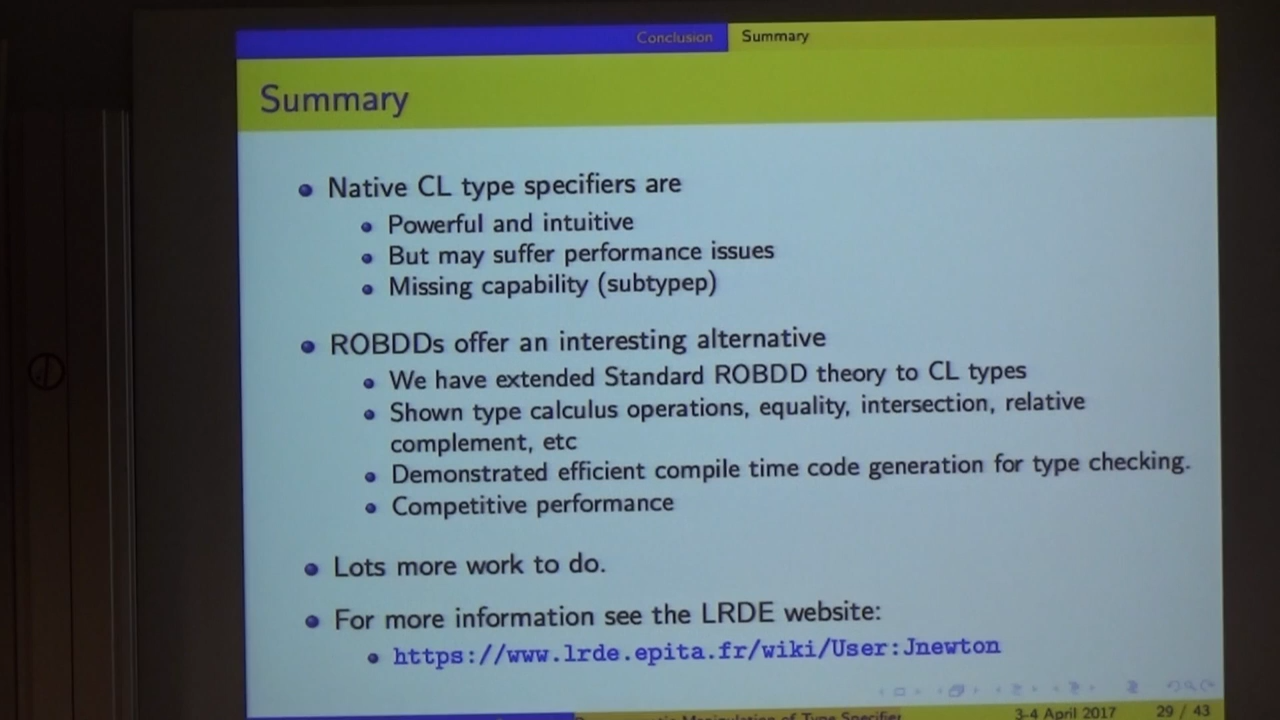 Conclusion Summary
Summary
Native CL type specifiers are
Powerful and intuitive
But may suffer performance issues
Missing capability (subtypep)
ROBDDs offer an interesting alternative
We have extended Standard ROBDD theory to CL types
Shown type calculus operations, equality, intersection, relative
complement, etc
Demonstrated efficient compile time code generation for type checking.
Competitive performance
Lots more work to do.
For more information see the LRDE website:
https://www.lrde.epita.fr/wiki/User:Jnewton
Manipulation of Type Specifier 3-4 April 2017 29 / 43